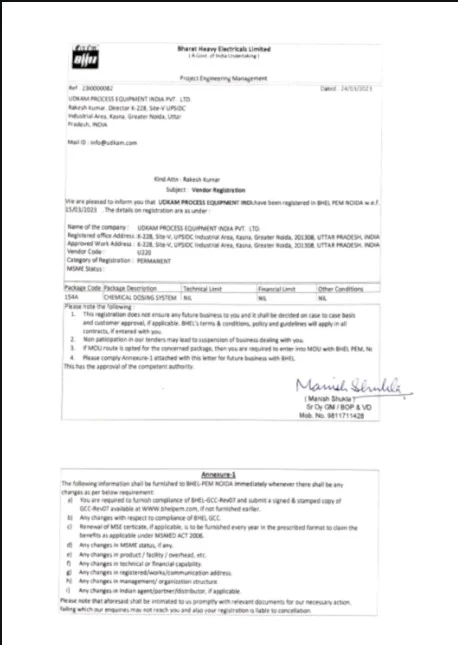 Bharat Heavy Electricals Limited
( A Govt. of India Undertaking )
Project Engineering Management
Ref : 230000082 Dated : 24/03/2023
UDKAM PROCESS EQUIPMENT INDIA PVT. LTD.
Rakesh Kumar, Director K-228, Site-V UPSIDC
Industrial Area, Kasna, Greater Noida, Uttar
Pradesh, INDIA
Mail ID : info@udkam.com
Kind Attn : Rakesh Kumar
Subject : Vendor Registration
We are pleased to inform you that UDKAM PROCESS EQUIPMENT INDI have been registered in BHEL PEM NOIDA w.e.f.
15/03/2023 . The details on registration are as under :
Name of the company : UDKAM PROCESS EQUIPMENT INDIA PVT. LTD.
Registered office Address : K-228, Site-V, UPSIDC Industrial Area, Kasna, Greater Noida, 201308, UTTAR PRADESH, INDIA
Approved Work Address : K-228, Site-V, UPSIDC Industrial Area, Kasna, Greater Noida, 201308, UTTAR PRADESH, INDIA
Vendor Code : U220
Category of Registration : PERMANENT
MSME Status :
Package Code Package Description Technical Limit Financial Limit Other Conditions
154A CHEMICAL DOSING SYSTEM NIL NIL NIL
Please note the following :
1. This registration does not ensure any future business to you and it shall be decided on case to case basis
and customer approval, if applicable. BHEL's terms & conditions, policy and guidelines will apply in all
contracts, if entered with you.
2. Non paticipation in our tenders may lead to suspension of business dealing with you.
3. If MOU route is opted for the concerned package, then you are required to enter into MOU with BHEL PEM, Nc
4. Please comply Annexure-1 attached with this letter for future business with BHEL
This has the approval of the competent authority.
Manish Shukla
( Manish Shukla )
Sr Dy GM / BOP & VD
Mob. No. 9811711428
Annexure-1
The following information shall be furnished to BHEL-PEM NOIDA immediately whenever there shall be any
changes as per below requirement:
a) You are required to furnish compliance of BHEL-GCC-Rev07 and submit a signed & stamped copy of
GCC-Rev07 available at WWW.bhelpem.com, if not furnished earlier.
b) Any changes with respect to compliance of BHEL GCC.
c) Renewal of MSE certicate, if applicable, is to be furnished every year in the prescribed format to claim the
benefits as applicable under MSMED ACT 2006.
d) Any changes in MSME status, if any.
e) Any changes in product / facility / overhead, etc.
f) Any changes in technical or financial capability.
g) Any changes in registered/works/communication address.
h) Any changes in management/ organization structure.
i) Any changes in Indian agent/partner/distributor, if applicable.
Please note that aforesaid shall be intimated to us promptly with relevant documents for our necessary action,
failing which our enquiries may not reach you and also your registration is liable to cancellation.